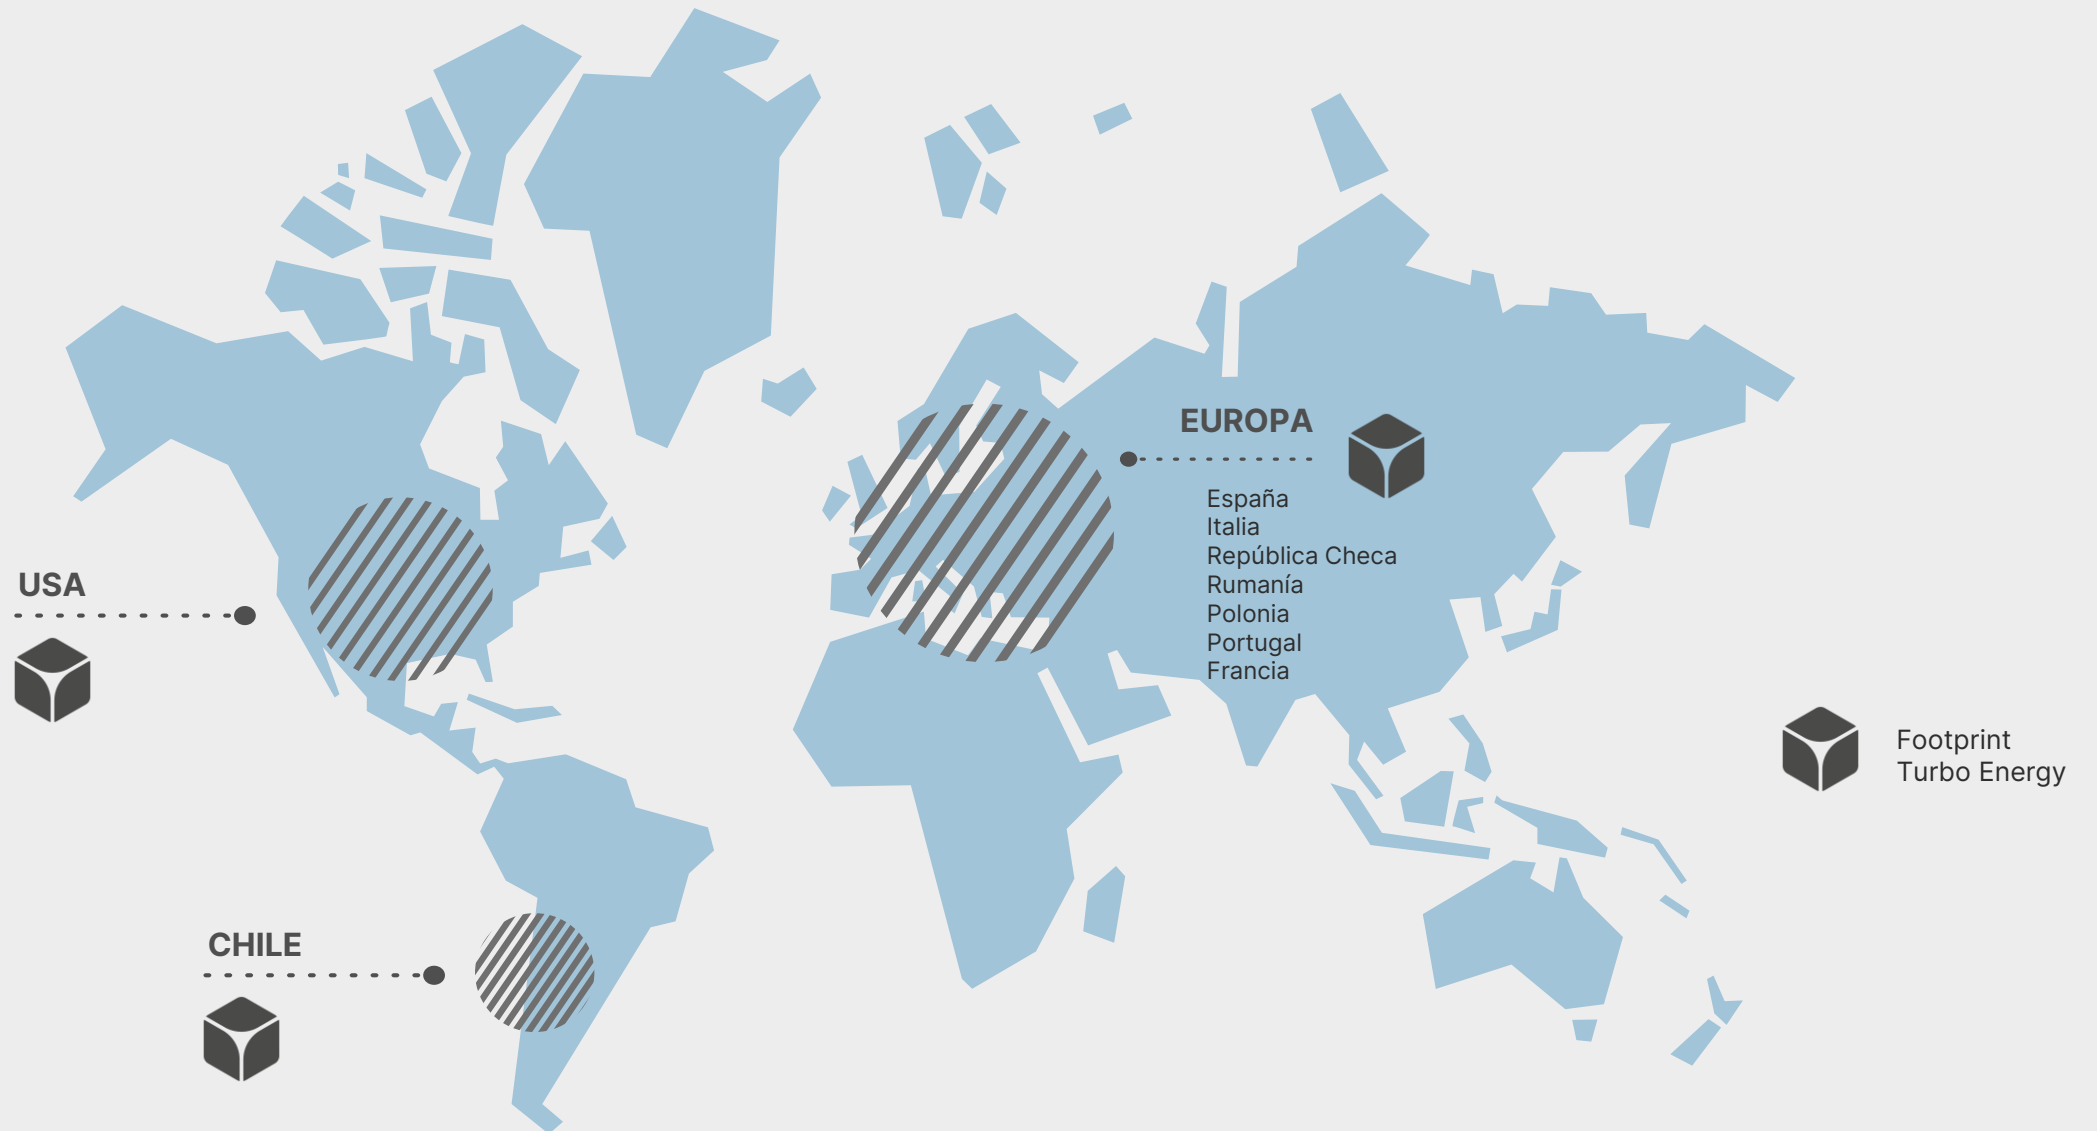 EUROPA
España
Italia
República Checa
Rumanía
Polonia
Portugal
Francia
USA
Footprint
Turbo Energy
CHILE